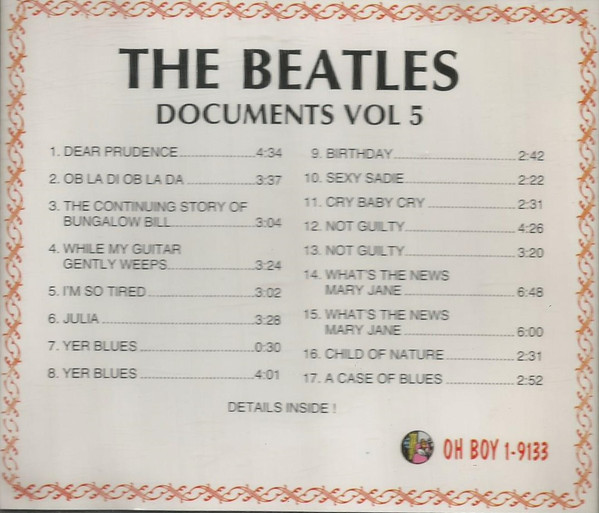 THE BEATLES
DOCUMENTS VOL 5
1. DEAR PRUDENCE 4:34
2. OB LA DI OB LA DA 3:37
3. THE CONTINUING STORY OF
BUNGALOW BILL 3:04
4. WHILE MY GUITAR
GENTLY WEEPS 3:24
5. I'M SO TIRED 3:02
6. JULIA 3:28
7. YER BLUES 0:30
8. YER BLUES 4:01
9. BIRTHDAY 2:42
10. SEXY SADIE 2:22
11. CRY BABY CRY 2:31
12. NOT GUILTY 4:26
13. NOT GUILTY 3:20
14. WHAT'S THE NEWS
MARY JANE 6:48
15. WHAT'S THE NEWS
MARY JANE 6:00
16. CHILD OF NATURE 2:31
17. A CASE OF BLUES 2:52
DETAILS INSIDE !
OH BOY 1-9133